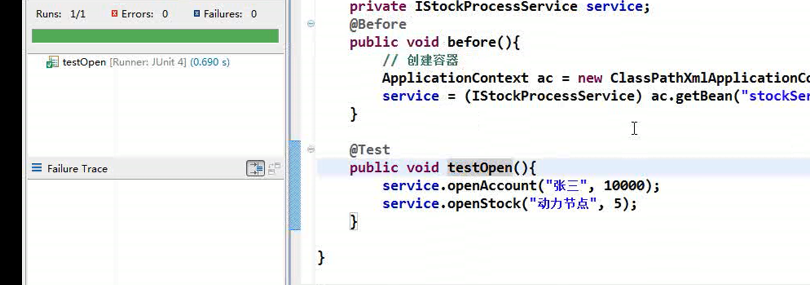 Runs: 1/1 Errors: 0 Failures: 0
testOpen [Runner: JUnit 4] (0.690 s)
Failure Trace
private IStockProcessService service;
@Before
public void before(){
// 创建容器
ApplicationContext ac = new ClassPathXmlApplicationCo
service = (IStockProcessService) ac.getBean("stockSer
}
@Test
public void testOpen(){
service.openAccount("张三", 10000);
service.openStock("动力节点", 5);
}
}